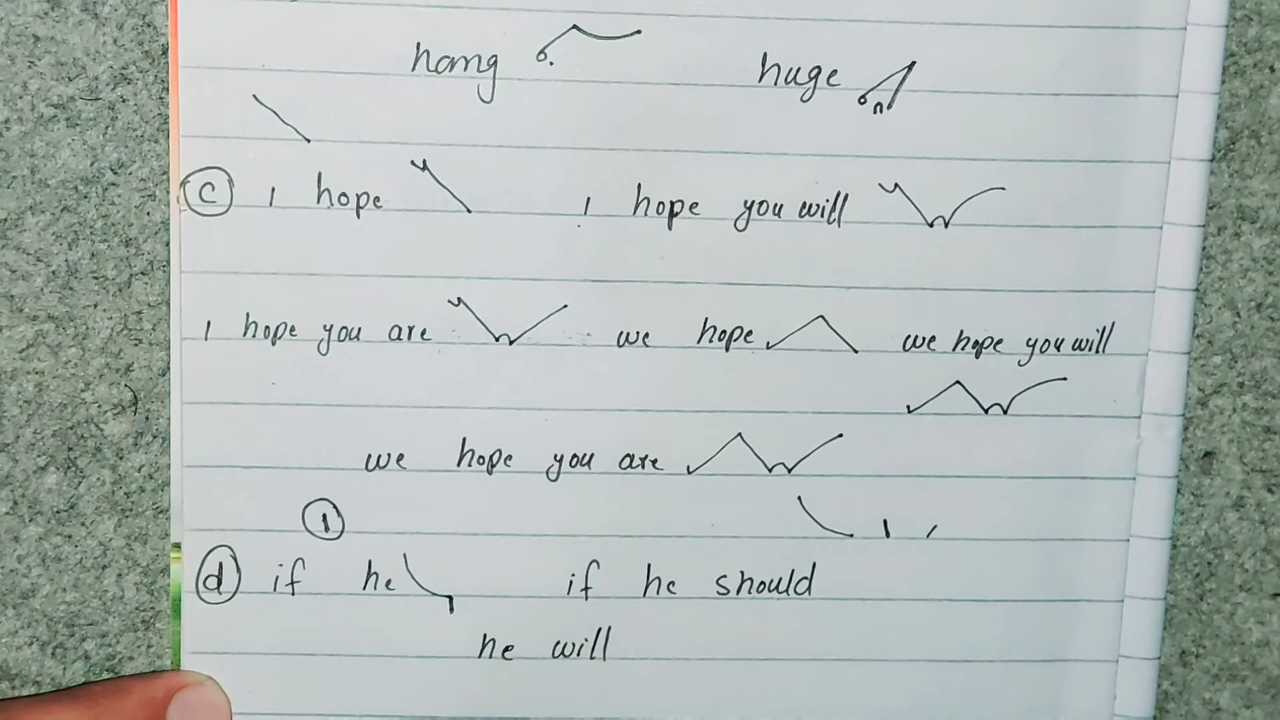 hang huge
(c) I hope I hope you will
I hope you are we hope we hope you will
we hope you are
(1)
(d) if he if he should
he will